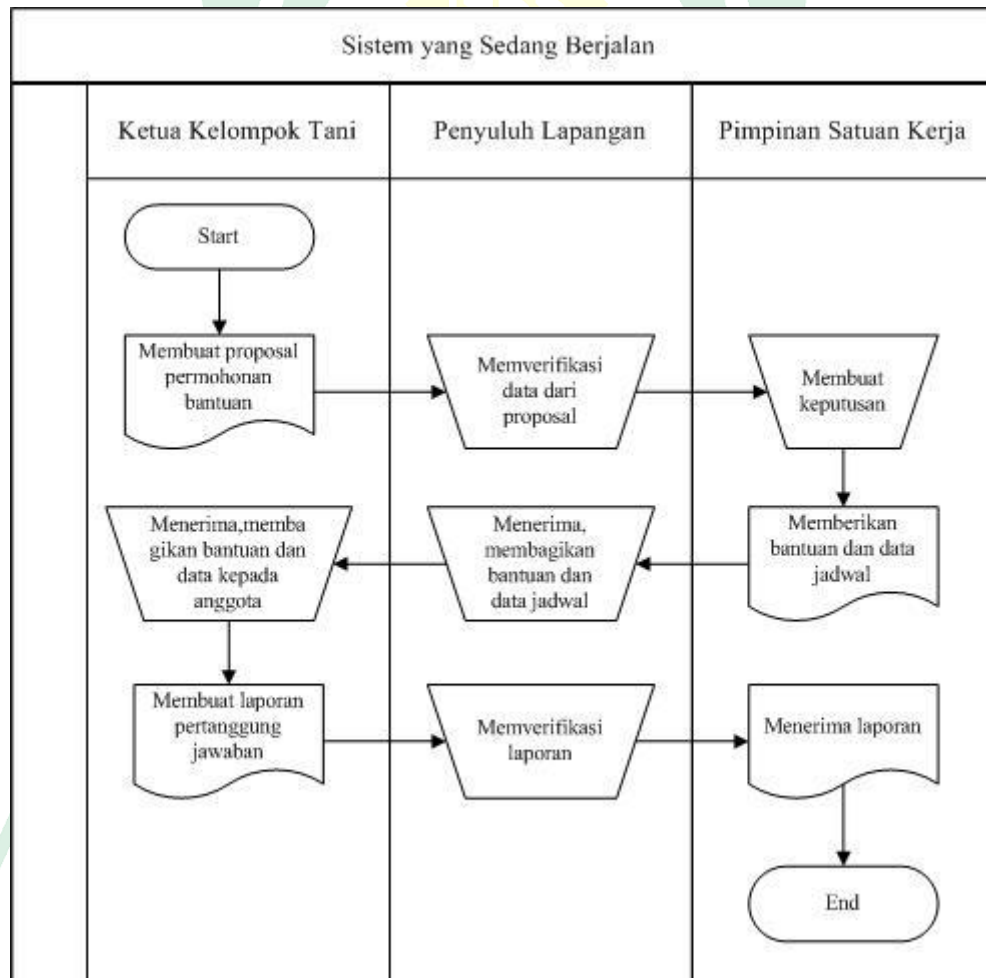 Sistem yang Sedang Berjalan
Ketua Kelompok Tani
Penyuluh Lapangan
Pimpinan Satuan Kerja
Start
Membuat proposal
permohonan
bantuan
Memverifikasi
data dari
proposal
Membuat
keputusan
Menerima,memba
gikan bantuan dan
data kepada
anggota
Menerima,
membagikan
bantuan dan
data jadwal
Memberikan
bantuan dan data
jadwal
Membuat laporan
pertanggung
jawaban
Memverifikasi
laporan
Menerima laporan
End